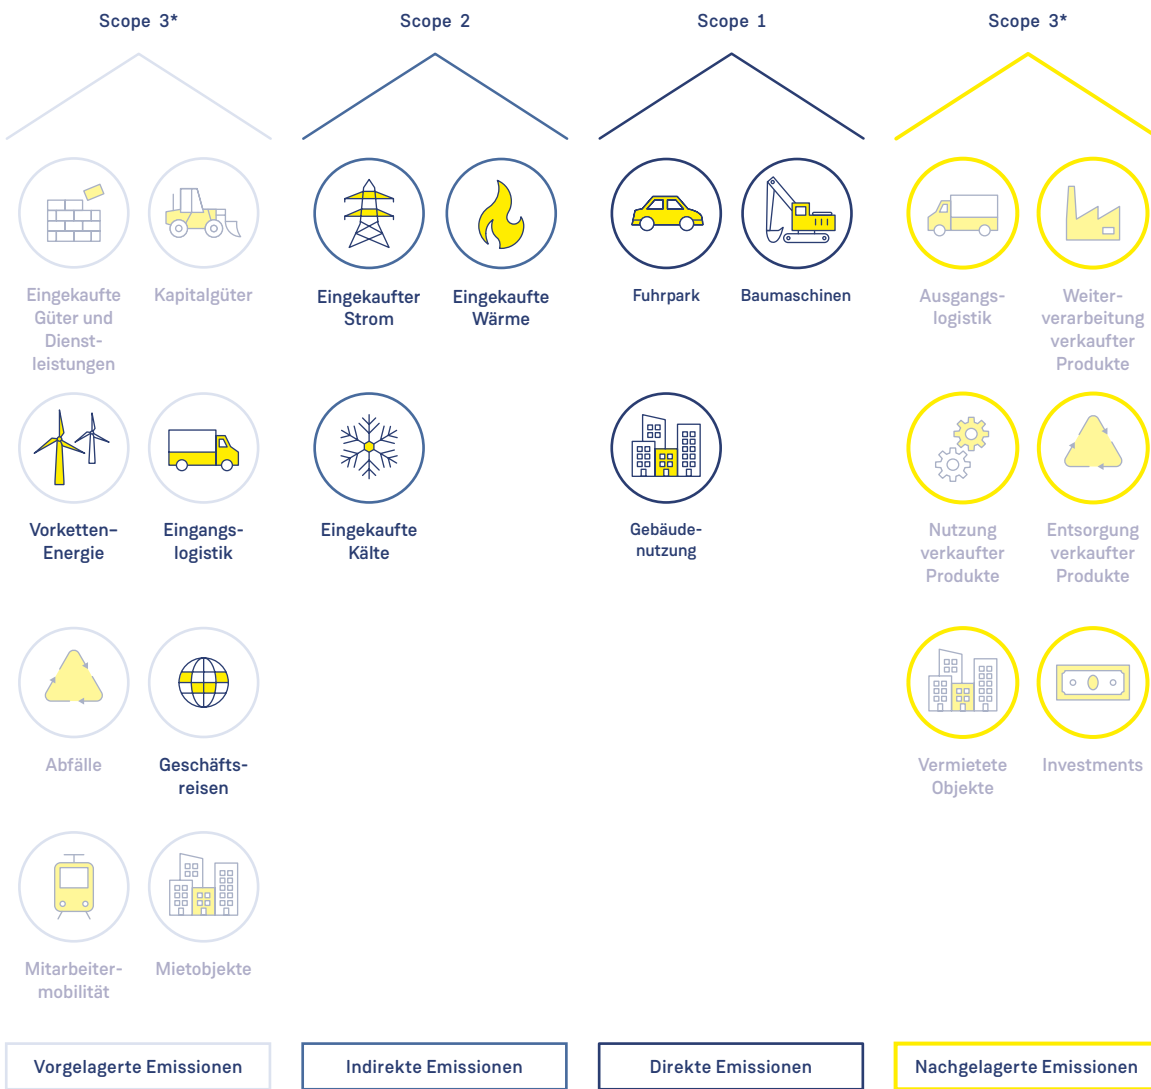 Scope 3*
Scope 2
Scope 1
Scope 3*
Eingekaufte
Güter und
Dienst-
leistungen
Kapitalgüter
Eingekaufter
Strom
Eingekaufte
Wärme
Fuhrpark
Baumaschinen
Ausgangs-
logistik
Weiter-
verarbeitung
verkaufter
Produkte
Vorketten-
Energie
Eingangs-
logistik
Eingekaufte
Kälte
Gebäude-
nutzung
Nutzung
verkaufter
Produkte
Entsorgung
verkaufter
Produkte
Abfälle
Geschäfts-
reisen
Vermietete
Objekte
Investments
Mitarbeiter-
mobilität
Mietobjekte
Vorgelagerte Emissionen
Indirekte Emissionen
Direkte Emissionen
Nachgelagerte Emissionen